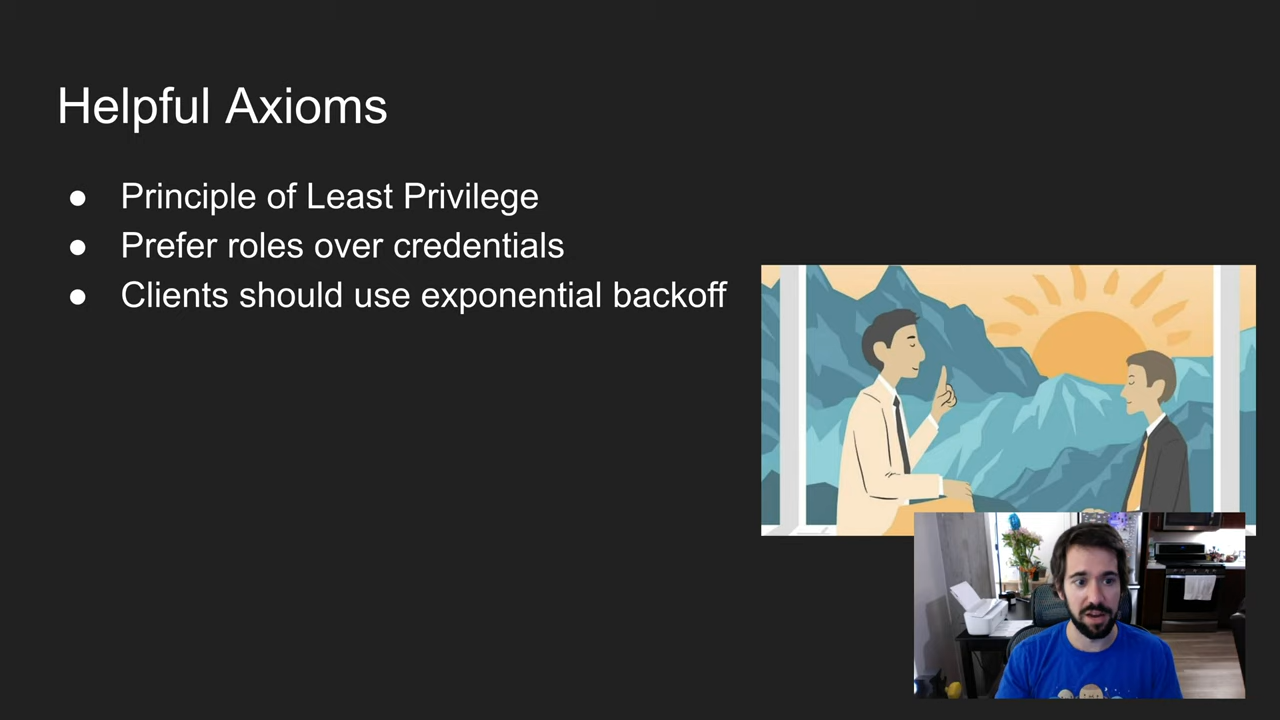 Helpful Axioms
● Principle of Least Privilege
● Prefer roles over credentials
● Clients should use exponential backoff